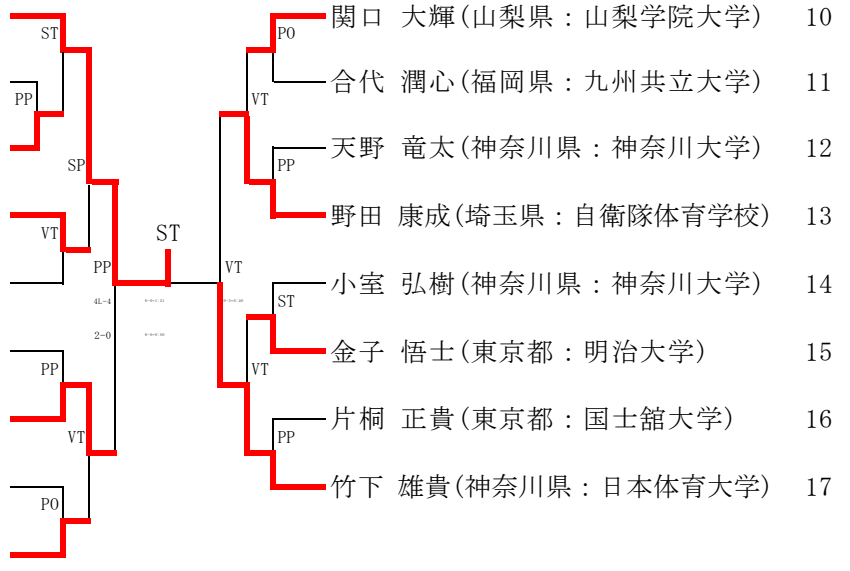 ST
PO
関口 大輝(山梨県：山梨学院大学) 10
PP
VT
合代 潤心(福岡県：九州共立大学) 11
天野 竜太(神奈川県：神奈川大学) 12
SP
PP
野田 康成(埼玉県：自衛隊体育学校) 13
VT
ST
PP
VT
小室 弘樹(神奈川県：神奈川大学) 14
4L-4
ST
2-0
金子 悟士(東京都：明治大学) 15
PP
VT
片桐 正貴(東京都：国士舘大学) 16
VT
PP
竹下 雄貴(神奈川県：日本体育大学) 17
PO